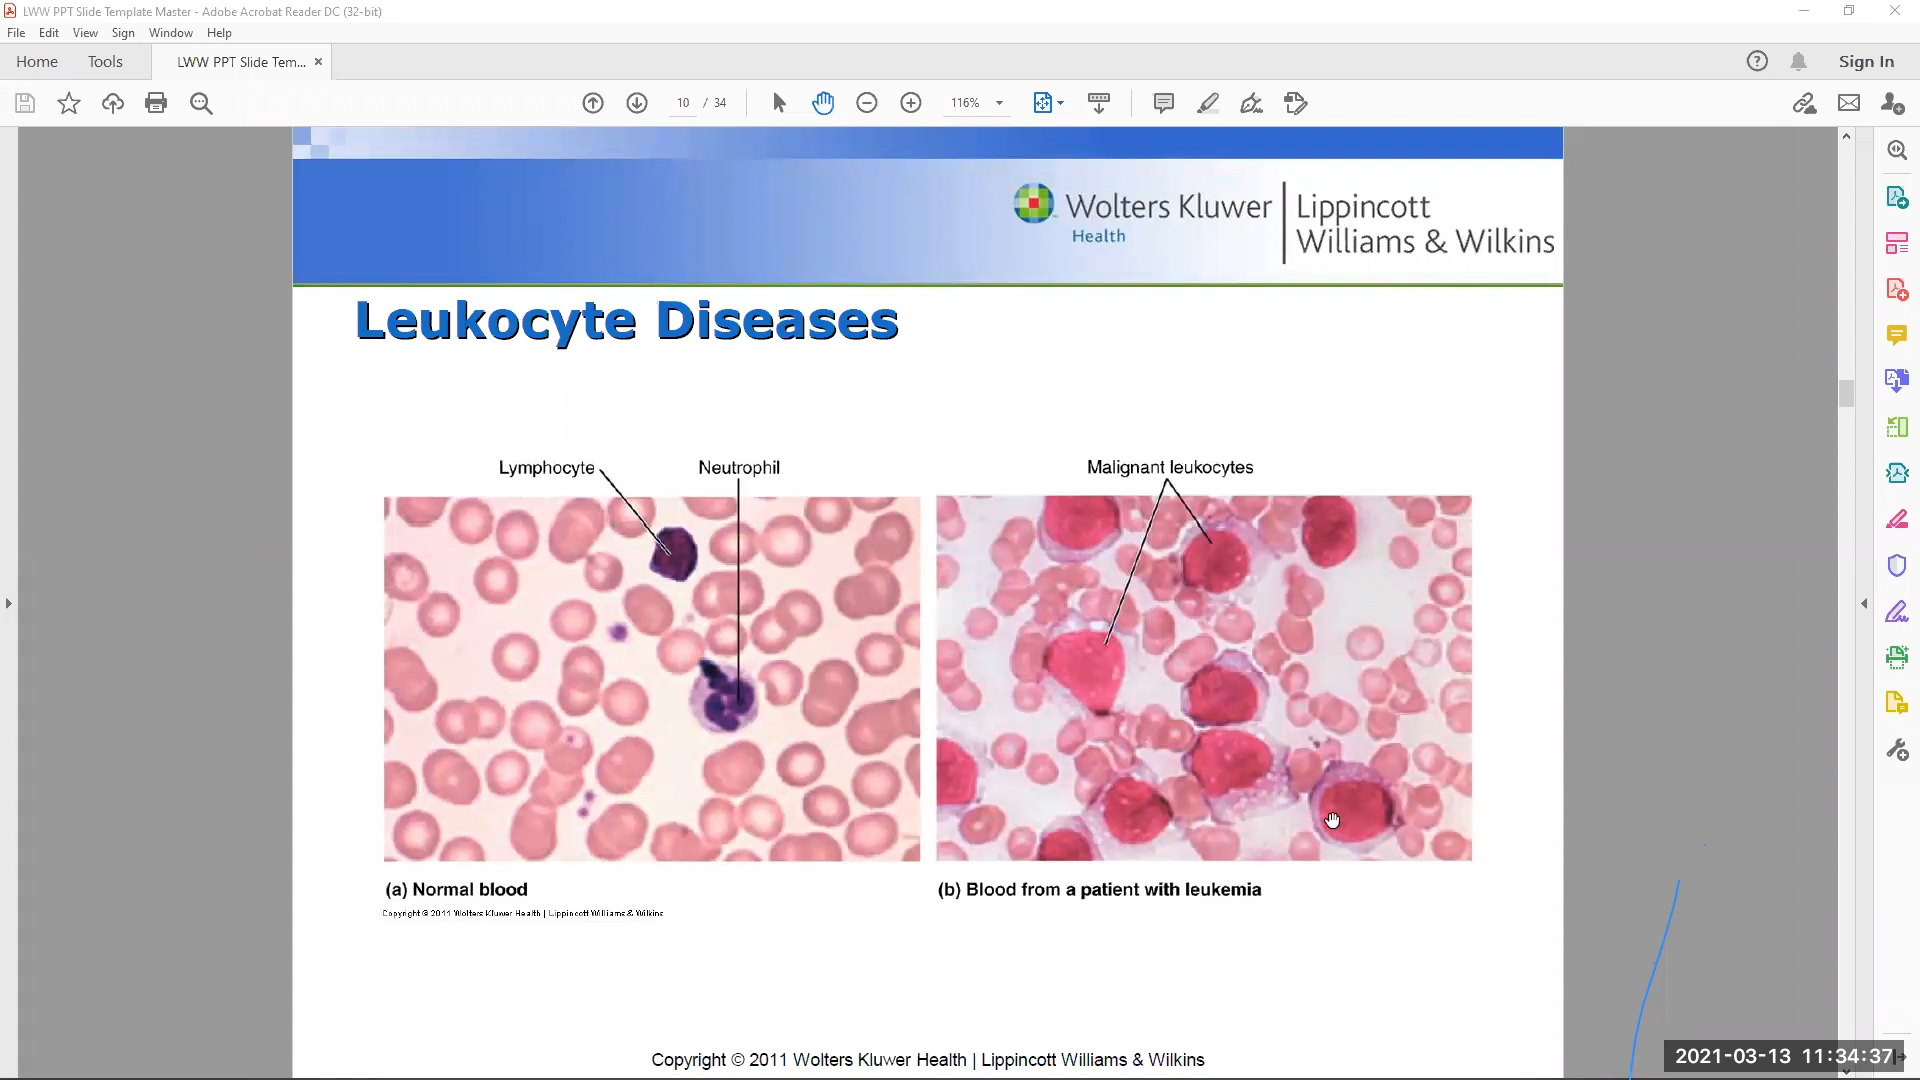 LWW PPT Slide Template Master - Adobe Acrobat Reader DC (32-bit)
File Edit View Sign Window Help
Home Tools LWW PPT Slide Tem... × Sign In
10 / 34 116%
Wolters Kluwer Lippincott
Health Williams & Wilkins
Leukocyte Diseases
Lymphocyte Neutrophil Malignant leukocytes
(a) Normal blood (b) Blood from a patient with leukemia
Copyright © 2011 Wolters Kluwer Health | Lippincott Williams & Wilkins
Copyright © 2011 Wolters Kluwer Health | Lippincott Williams & Wilkins
2021-03-13 11:34:37